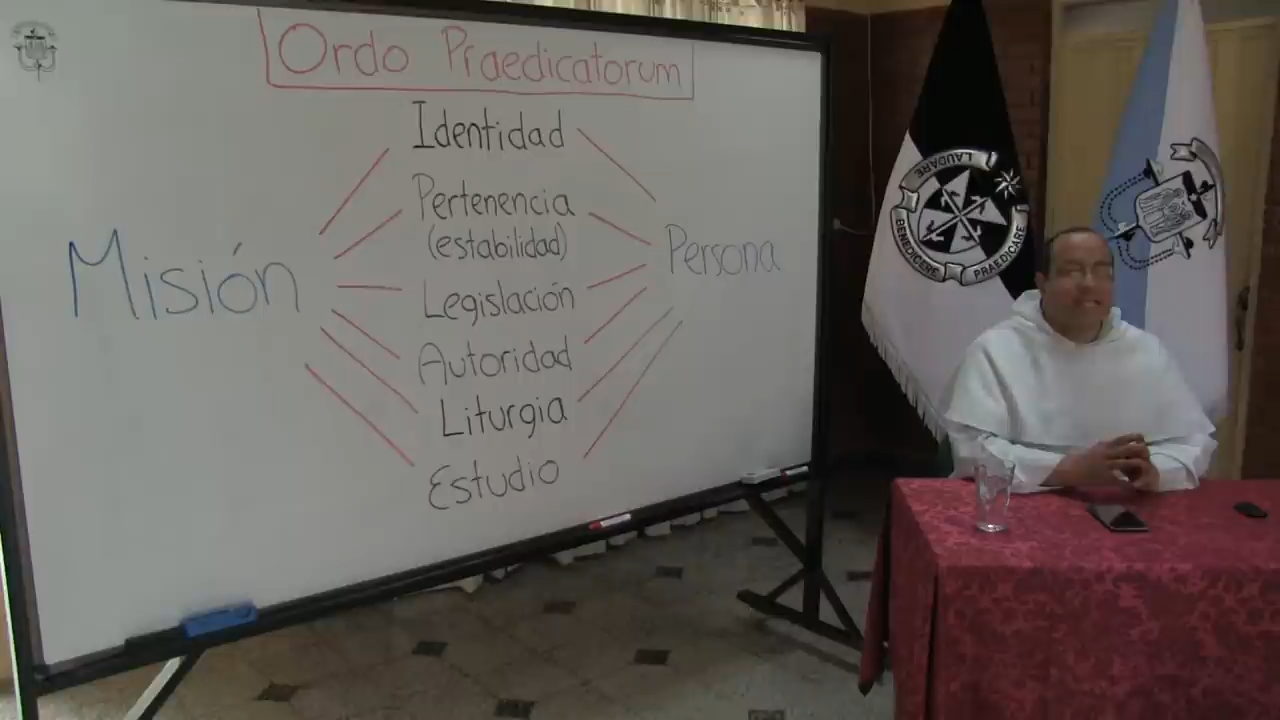 Ordo Praedicatorum
Identidad
Pertenencia
(estabilidad)
Misión
Legislación
Persona
Autoridad
Liturgia
Estudio
LAUDARE
BENEDICERE
PRAEDICARE